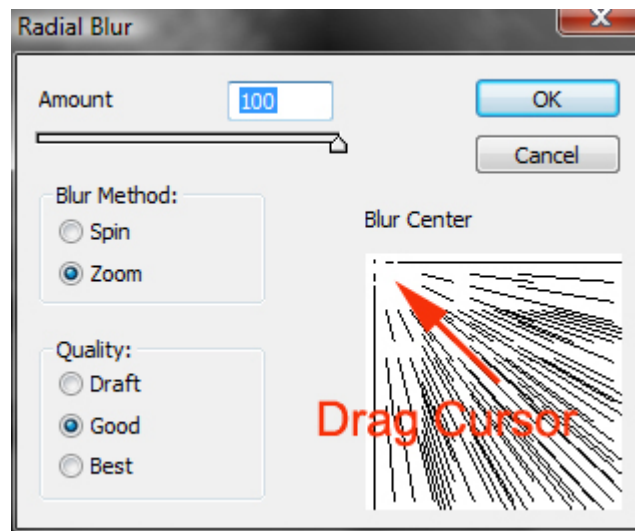 Radial Blur
Amount 100 OK
Cancel
Blur Method:
Spin
Zoom
Blur Center
Quality:
Draft
Good
Best
Drag Cursor